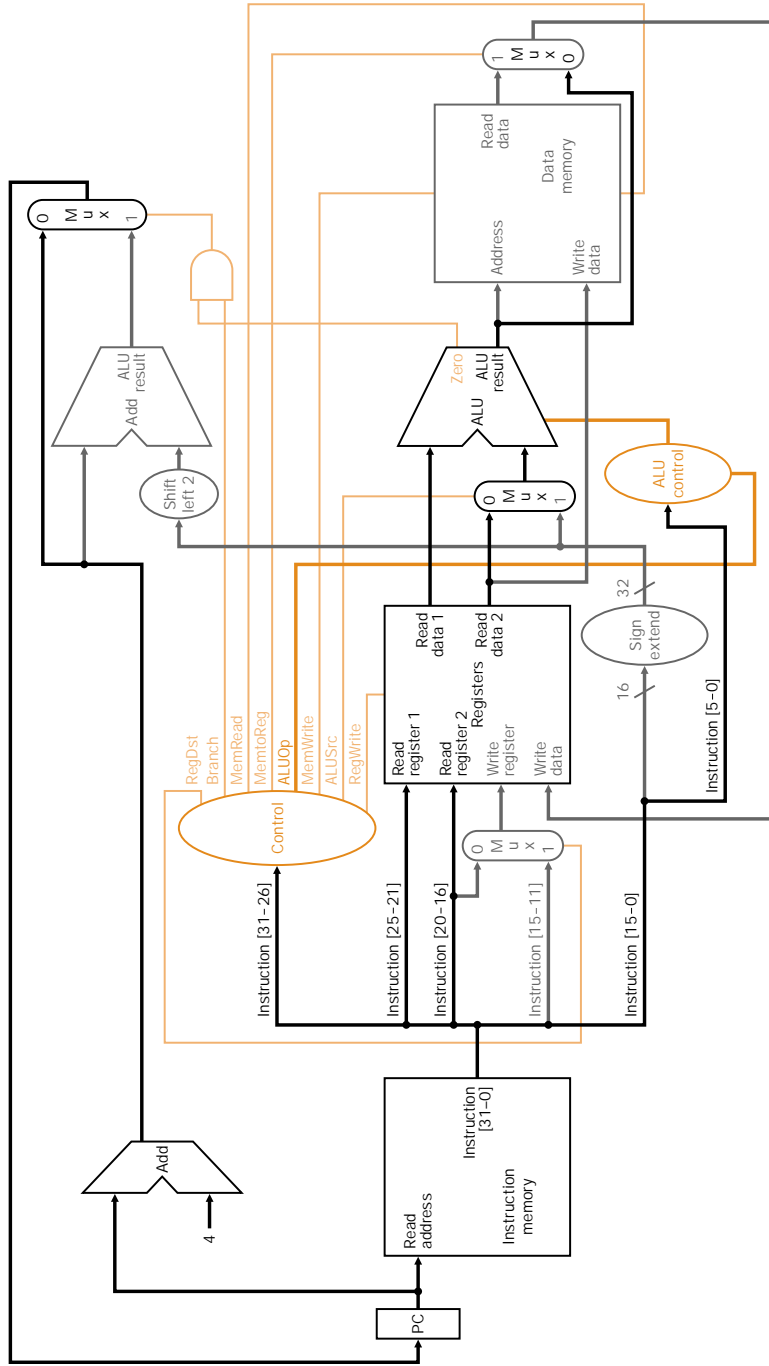 PC
4
Add
Read
address
Instruction
[31–0]
Instruction
memory
Instruction [31–26]
Instruction [25–21]
Instruction [20–16]
Instruction [15–11]
Instruction [15–0]
Instruction [5–0]
Control
RegDst
Branch
MemRead
MemtoReg
ALUOp
MemWrite
ALUSrc
RegWrite
0
M
u
x
1
Read
register 1
Read
register 2
Registers
Write
register
Write
data
Read
data 1
Read
data 2
16
Sign
extend
32
Shift
left 2
0
M
u
x
1
ALU
control
Add
ALU
result
Zero
ALU
ALU
result
0
M
u
x
1
Address
Write
data
Read
data
Data
memory
1
M
u
x
0